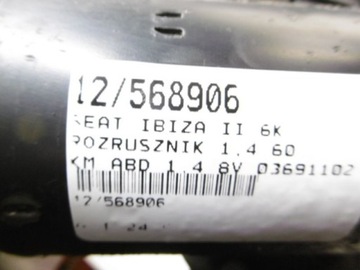 12/568906
SEAT IBIZA II 6K
ROZRUSZNIK 1.4 60
KM ABD 1.4 8V 03691102
12/568906